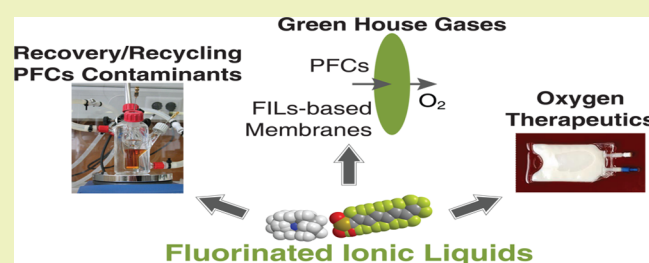 Green House Gases
Recovery/Recycling
PFCs Contaminants
PFCs
O₂
FILs-based
Membranes
Oxygen
Therapeutics
Fluorinated Ionic Liquids